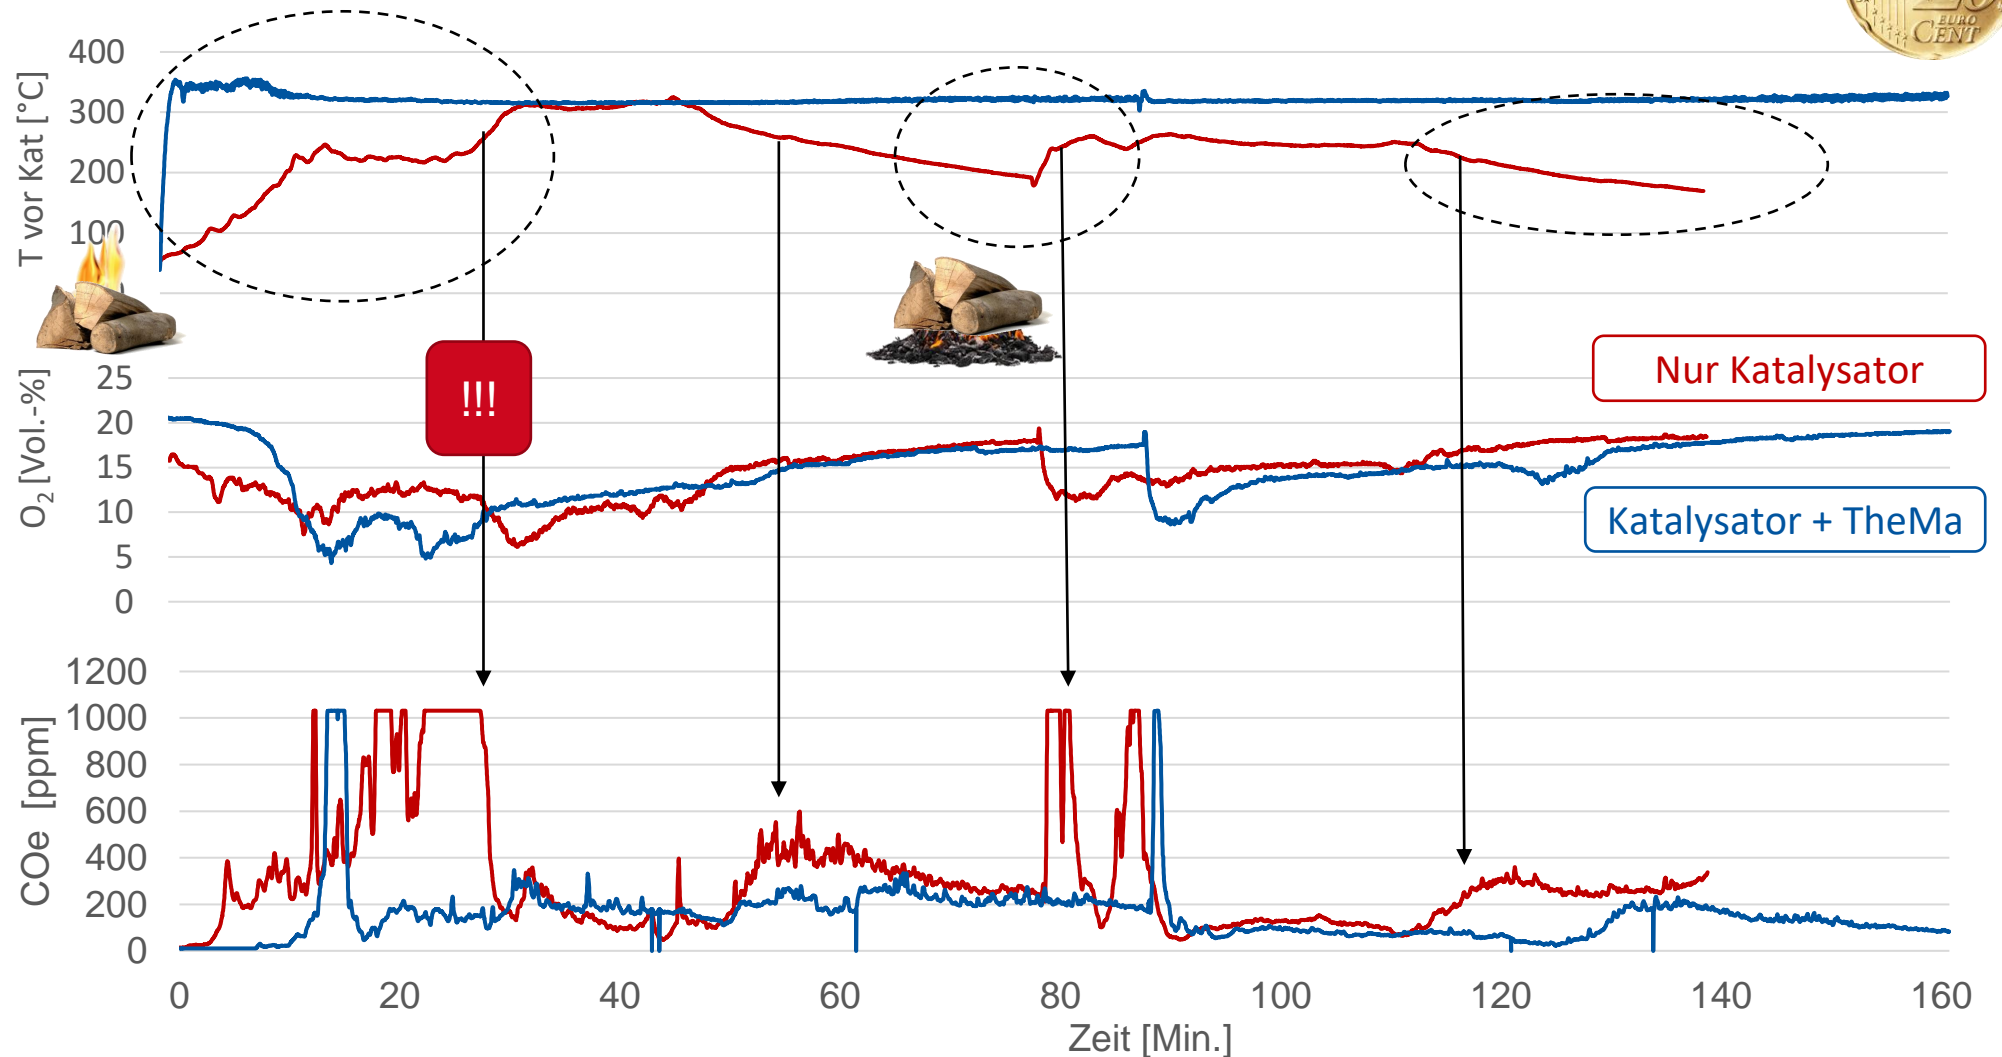 20
EURO
CENT
T vor Kat [°C]
400
300
200
100
!!!
Nur Katalysator
O₂ [Vol.-%]
25
20
15
10
5
0
Katalysator + TheMa
COe [ppm]
1200
1000
800
600
400
200
0
0 20 40 60 80 100 120 140 160
Zeit [Min.]